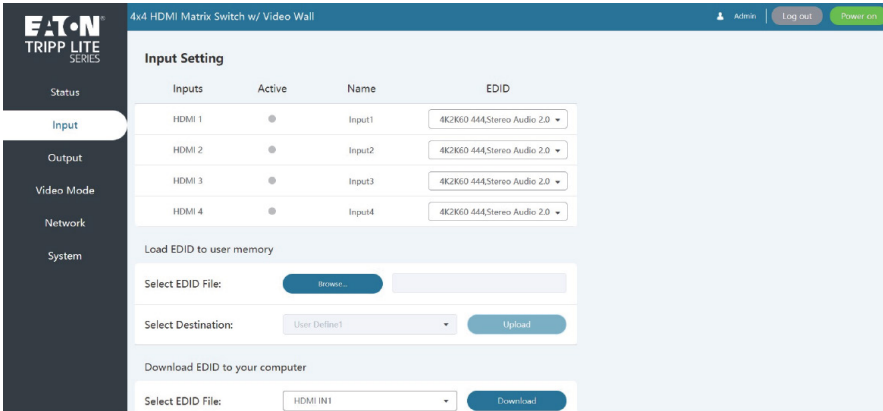 4x4 HDMI Matrix Switch w/ Video Wall
Admin
Log out
Power on
EATON
TRIPP LITE
SERIES
Status
Input
Output
Video Mode
Network
System
Input Setting
Inputs Active Name EDID
HDMI 1 Input1 4K2K60 444,Stereo Audio 2.0
HDMI 2 Input2 4K2K60 444,Stereo Audio 2.0
HDMI 3 Input3 4K2K60 444,Stereo Audio 2.0
HDMI 4 Input4 4K2K60 444,Stereo Audio 2.0
Load EDID to user memory
Select EDID File: Browse...
Select Destination: User Define1 Upload
Download EDID to your computer
Select EDID File: HDMI IN1 Download